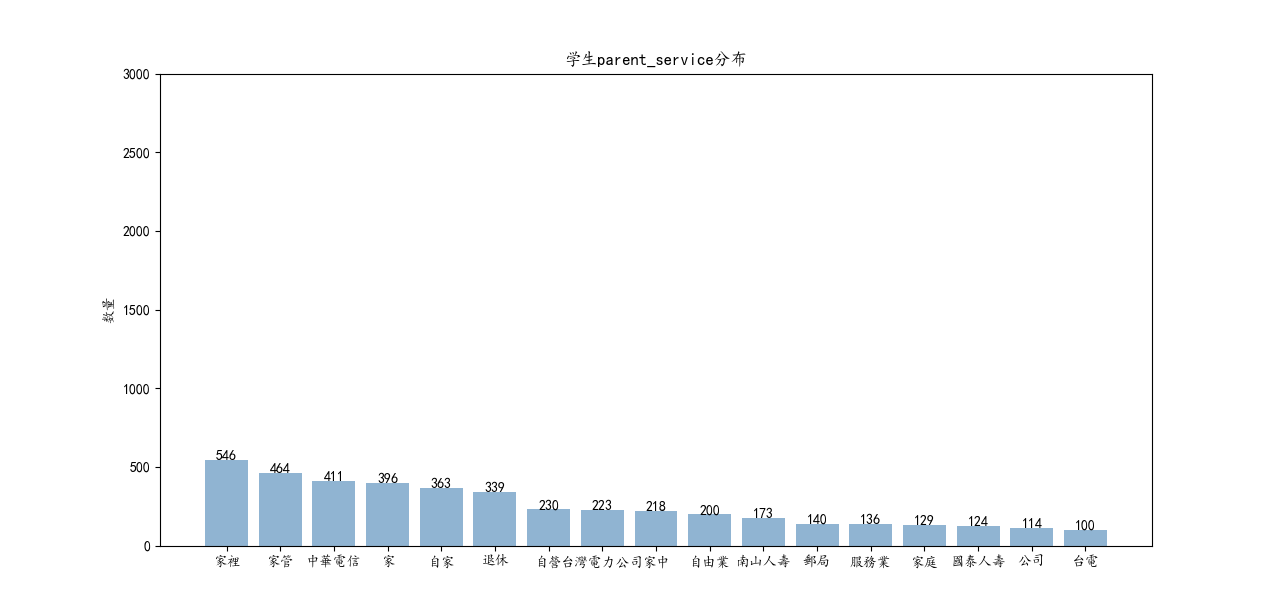 学生parent_service分布
3000
2500
2000
1500
1000
500
0
数量
546 464 411 396 363 339 230 223 218 200 173 140 136 129 124 114 100
家裡 家管 中華電信 家 自家 退休 自營 台灣電力公司 家中 自由業 南山人壽 郵局 服務業 家庭 國泰人壽 公司 台電